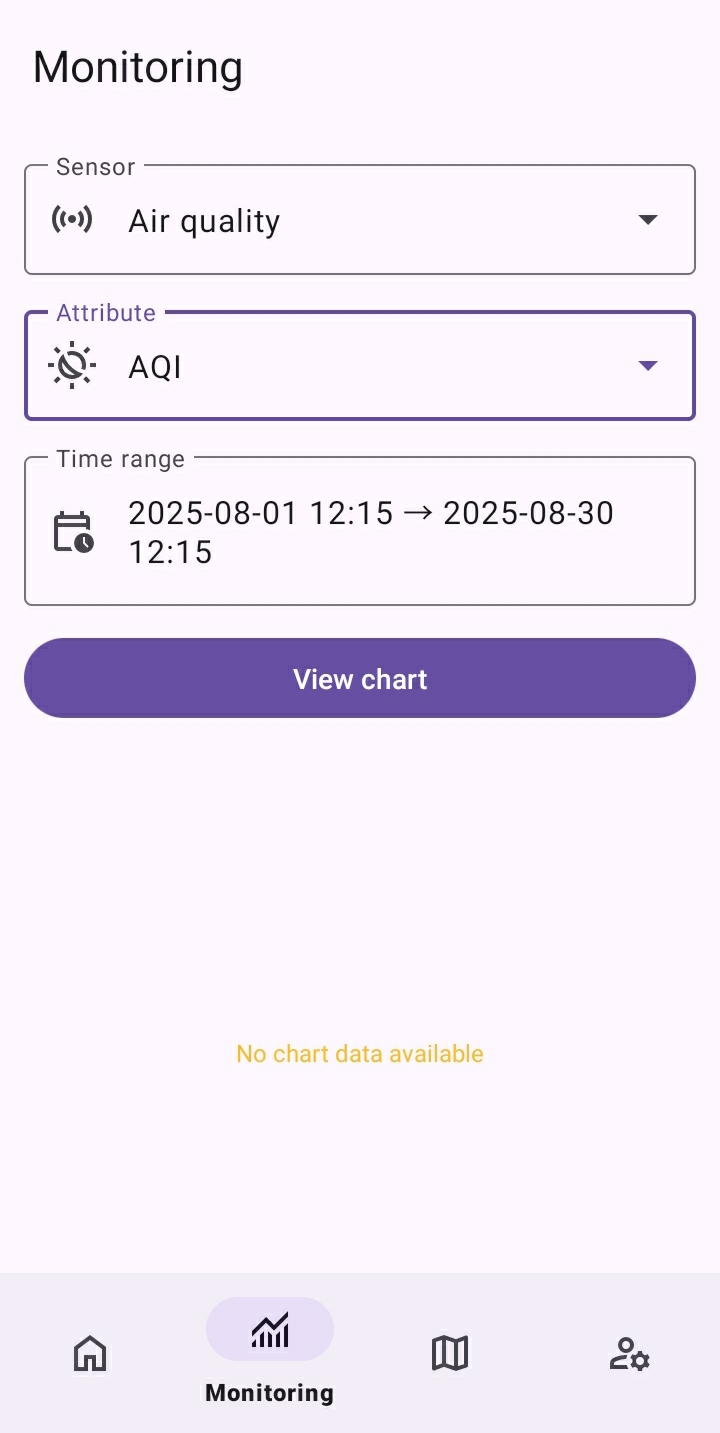 Monitoring
Sensor
Air quality
Attribute
AQI
Time range
2025-08-01 12:15 → 2025-08-30
12:15
View chart
No chart data available
Monitoring